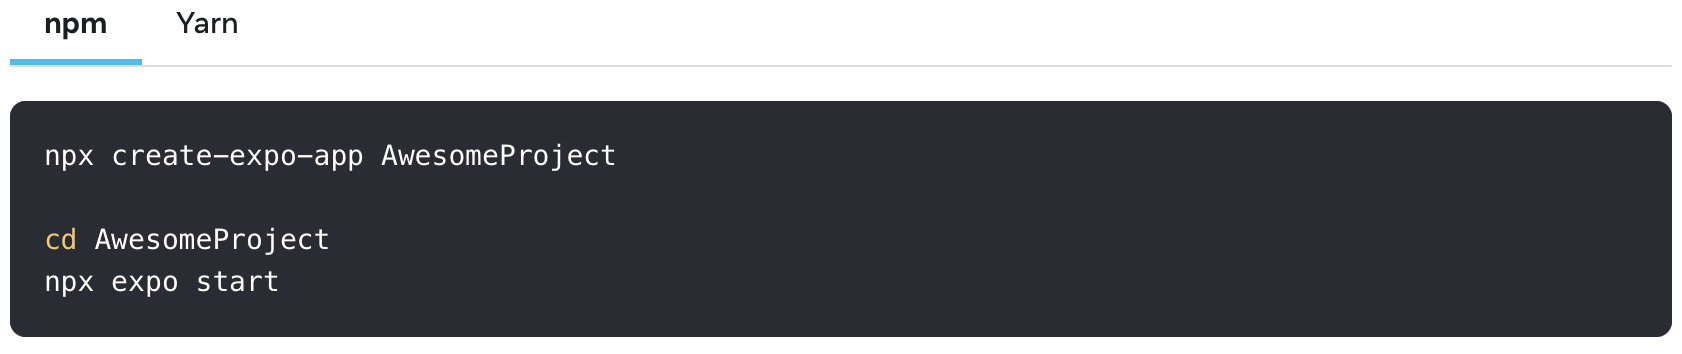 npm Yarn
npx create-expo-app AwesomeProject
cd AwesomeProject
npx expo start